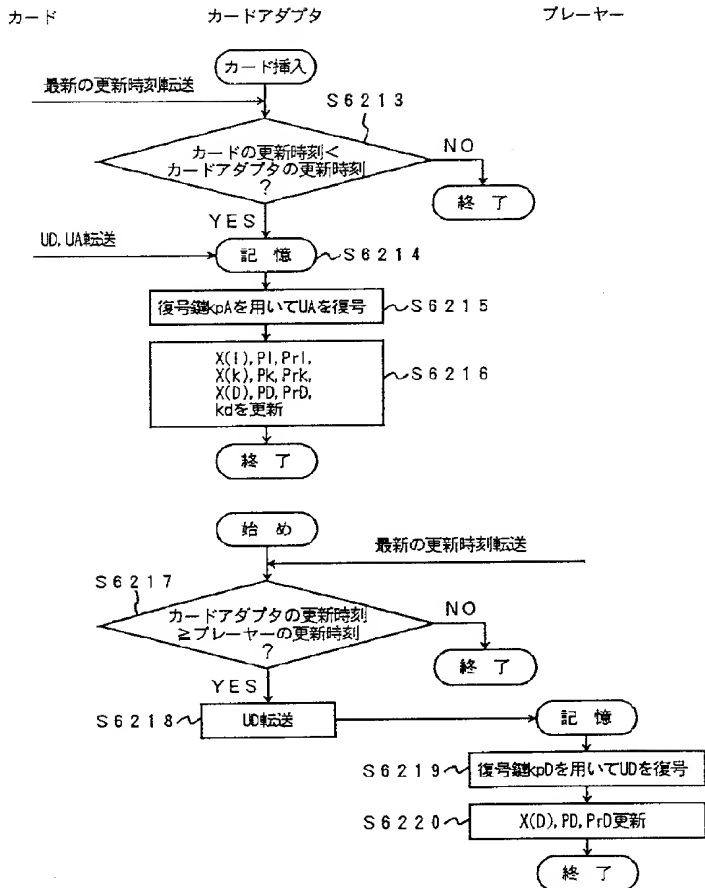 カード
カードアダプタ
プレーヤー
カード挿入
最新の更新時刻転送
S6213
カードの更新時刻<
カードアダプタの更新時刻
?
NO
終了
YES
UD,UA転送
記憶
S6214
復号鍵kpAを用いてUAを復号
S6215
X(i),PI,PrI,
X(k),Pk,Prk,
X(D),PD,PrD,
kdを更新
S6216
終了
始め
最新の更新時刻転送
S6217
カードアダプタの更新時刻
≧プレーヤーの更新時刻
?
NO
終了
YES
S6218
UD転送
記憶
S6219
復号鍵kpDを用いてUDを復号
S6220
X(D),PD,PrD更新
終了